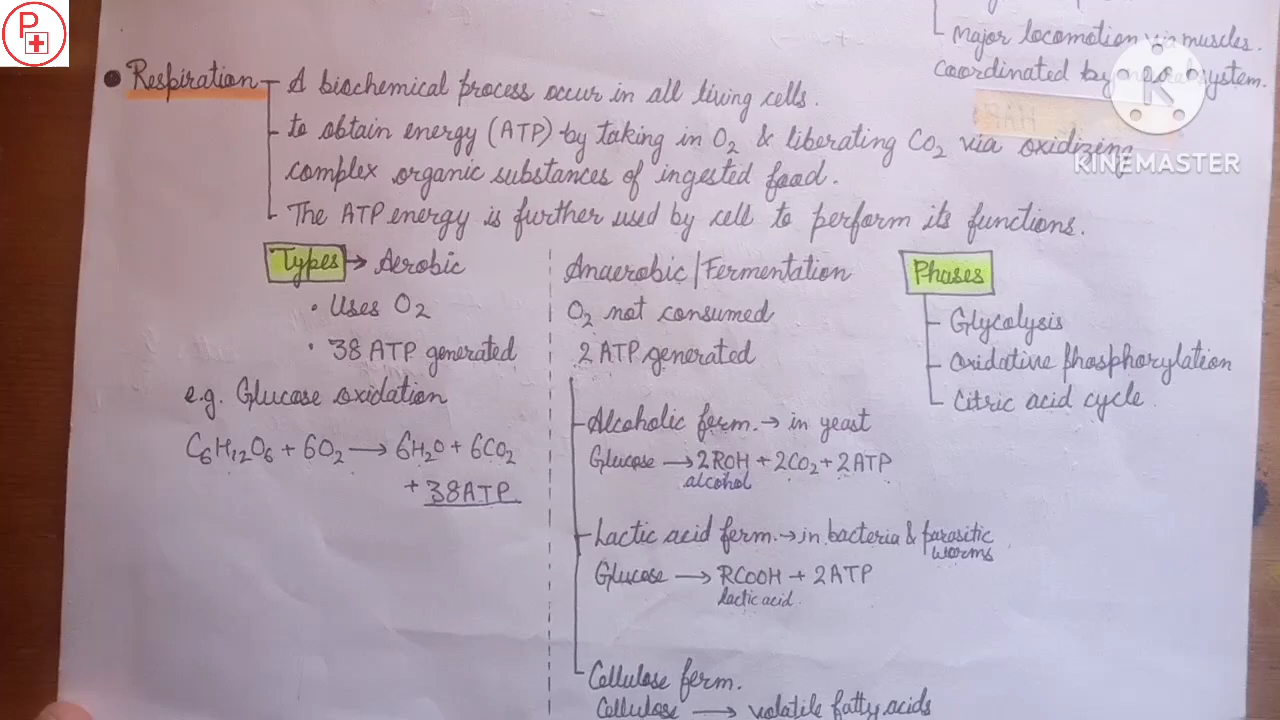 P
Major locomotion via muscles.
Coordinated by system.
KINEMASTER
Respiration
A biochemical process occur in all living cells.
to obtain energy (ATP) by taking in O2 & liberating CO2 via oxidizing
complex organic substances of ingested food.
The ATP energy is further used by cell to perform its functions.
Types → Aerobic
• Uses O2
• 38 ATP generated
e.g. Glucose oxidation
C6H12O6 + 6O2 → 6H2O + 6CO2
+ 38ATP
Anaerobic/Fermentation
O2 not consumed
2 ATP generated
Alcoholic ferm. → in yeast
Glucose → 2ROH + 2CO2 + 2ATP
alcohol
Lactic acid ferm. → in bacteria & parasitic
worms
Glucose → RCOOH + 2ATP
lactic acid.
Cellulose ferm.
Cellulose → volatile fatty acids
Phases
Glycolysis
Oxidative phosphorylation
Citric acid cycle